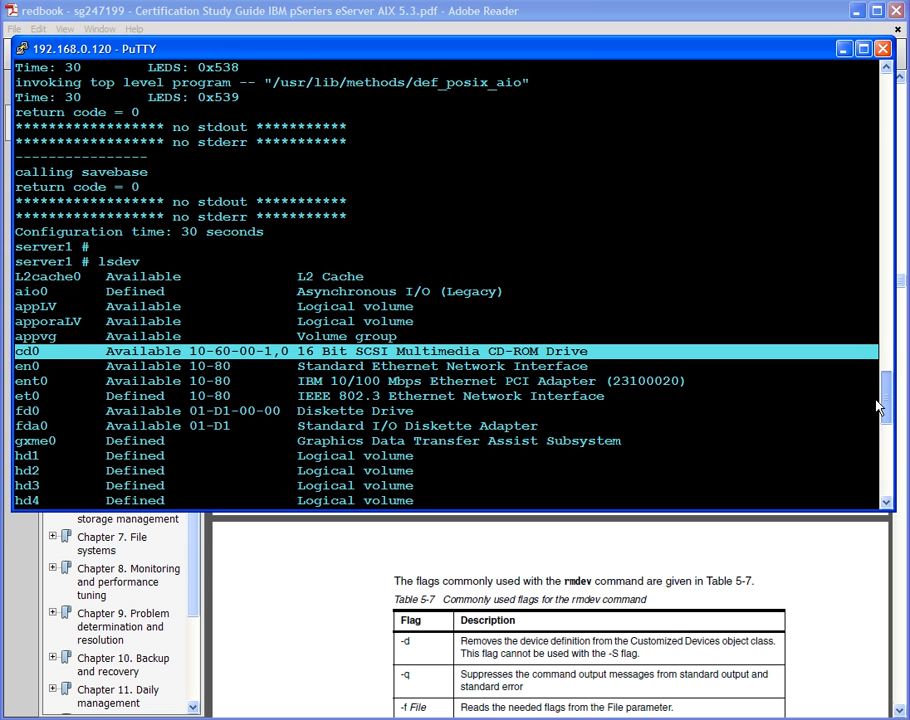 redbook - sg247199 - Certification Study Guide IBM pSeriers eServer AIX 5.3.pdf - Adobe Reader
File Edit View Window Help
192.168.0.120 - PuTTY
Time: 30        LEDS: 0x538
invoking top level program -- "/usr/lib/methods/def_posix_aio"
Time: 30        LEDS: 0x539
return code = 0
****************** no stdout ***********
****************** no stderr ***********
----------------
calling savebase
return code = 0
****************** no stdout ***********
****************** no stderr ***********
Configuration time: 30 seconds
server1 #
server1 # lsdev
L2cache0   Available              L2 Cache
aio0       Defined                Asynchronous I/O (Legacy)
appLV      Available              Logical volume
apporaLV   Available              Logical volume
appvg      Available              Volume group
cd0        Available 10-60-00-1,0 16 Bit SCSI Multimedia CD-ROM Drive
en0        Available 10-80        Standard Ethernet Network Interface
ent0       Available 10-80        IBM 10/100 Mbps Ethernet PCI Adapter (23100020)
et0        Defined   10-80        IEEE 802.3 Ethernet Network Interface
fd0        Available 01-D1-00-00  Diskette Drive
fda0       Available 01-D1        Standard I/O Diskette Adapter
gxme0      Defined                Graphics Data Transfer Assist Subsystem
hd1        Defined                Logical volume
hd2        Defined                Logical volume
hd3        Defined                Logical volume
hd4        Defined                Logical volume
storage management
Chapter 7. File
systems
Chapter 8. Monitoring
and performance
tuning
Chapter 9. Problem
determination and
resolution
Chapter 10. Backup
and recovery
Chapter 11. Daily
management
The flags commonly used with the rmdev command are given in Table 5-7.
Table 5-7 Commonly used flags for the rmdev command
Flag Description
-d Removes the device definition from the Customized Devices object class.
This flag cannot be used with the -S flag.
-q Suppresses the command output messages from standard output and
standard error
-f File Reads the needed flags from the File parameter.